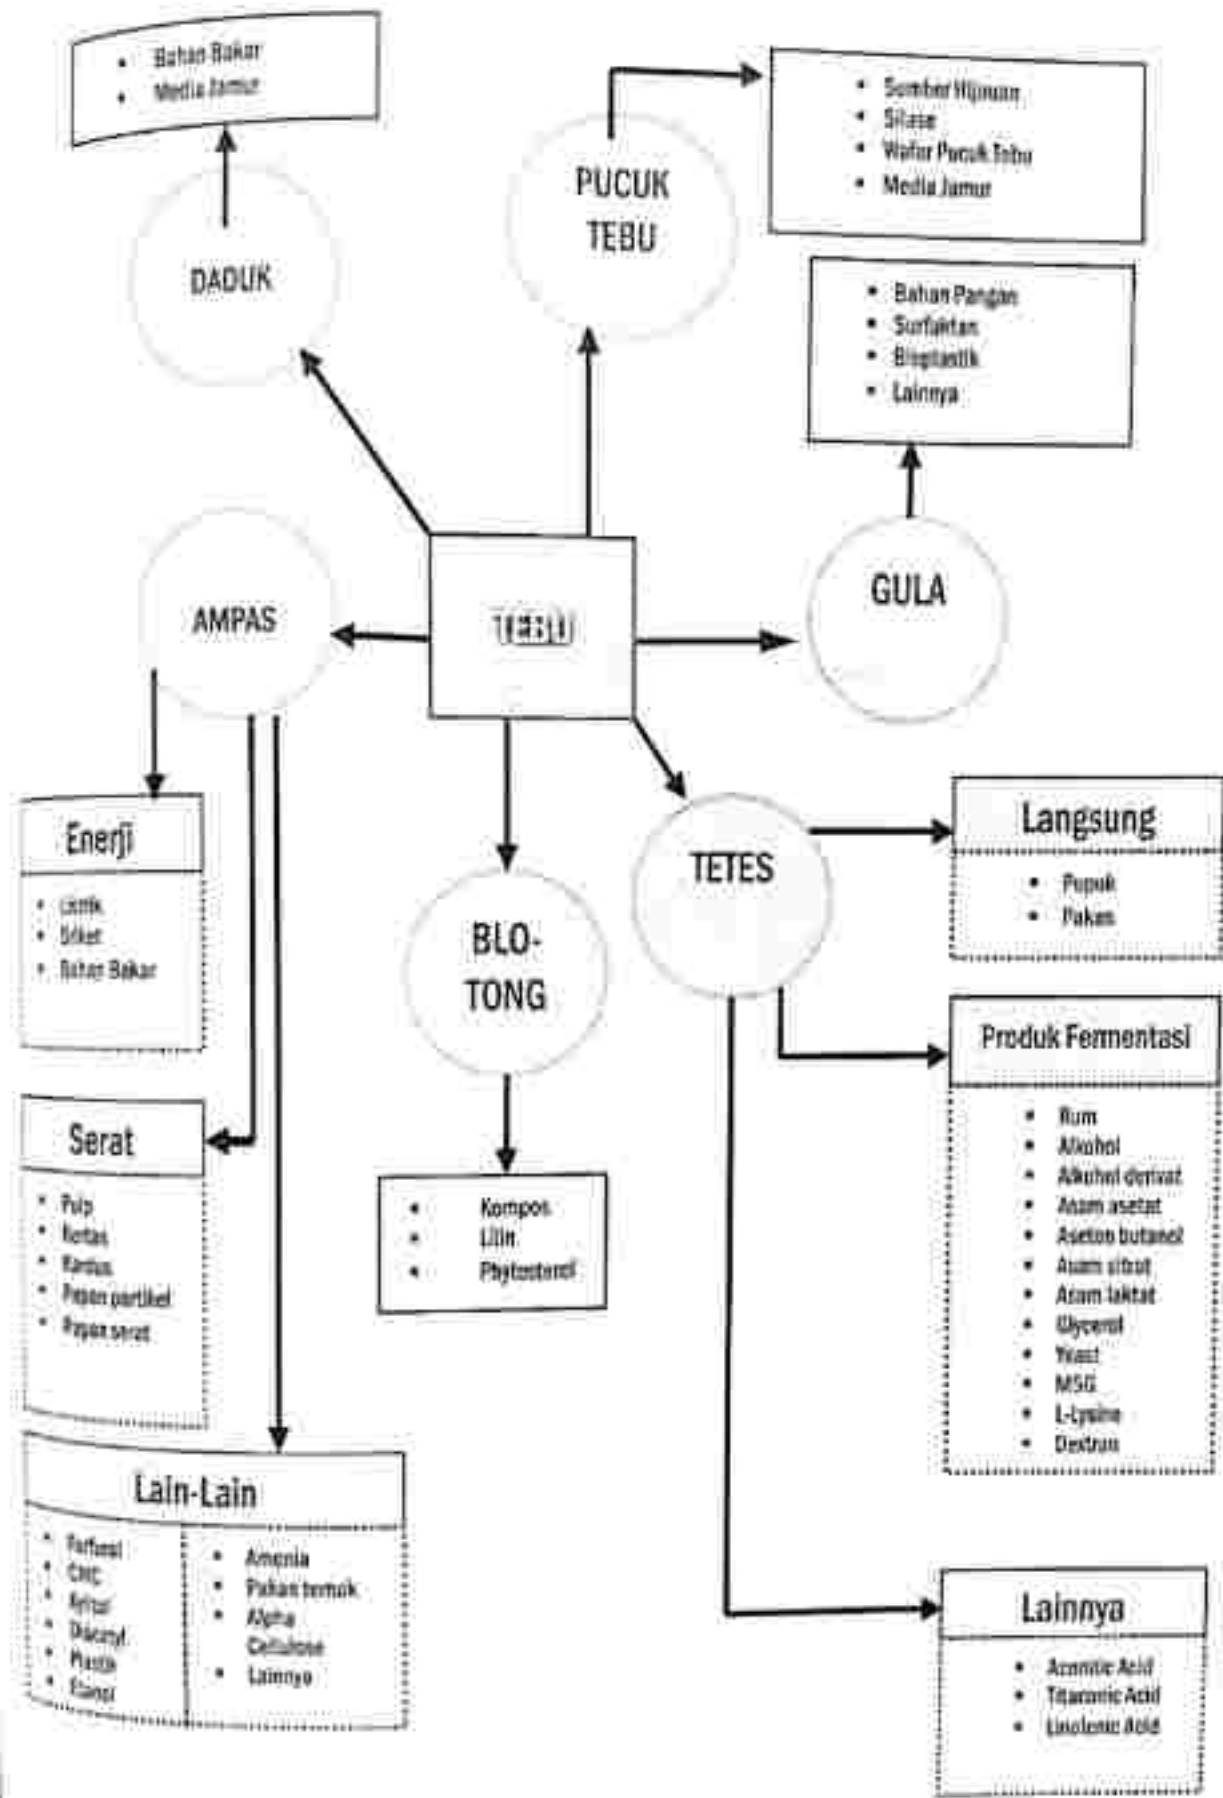 Bahan Bakar
Media Jamur
DADUK
PUCUK
TEBU
Sumber Hijauan
Silase
Wafer Pucuk Tebu
Media Jamur
Bahan Pangan
Surfaktan
Bioplastik
Lainnya
GULA
TEBU
AMPAS
Enerji
Listrik
Briket
Bahan Bakar
Serat
Pulp
Kertas
Kardus
Papan partikel
Papan serat
Lain-Lain
Furfural
CMC
Xylitol
Diacetyl
Plastik
Etanol
Amonia
Pakan ternak
Alpha
Cellulose
Lainnya
BLO-
TONG
Kompos
Lilin
Phytosterol
TETES
Langsung
Pupuk
Pakan
Produk Fermentasi
Rum
Alkohol
Alkohol derivat
Asam asetat
Aseton butanol
Asam sitrat
Asam laktat
Glycerol
Yeast
MSG
L-Lysine
Dextran
Lainnya
Aconitic Acid
Acid
Linolenic Acid